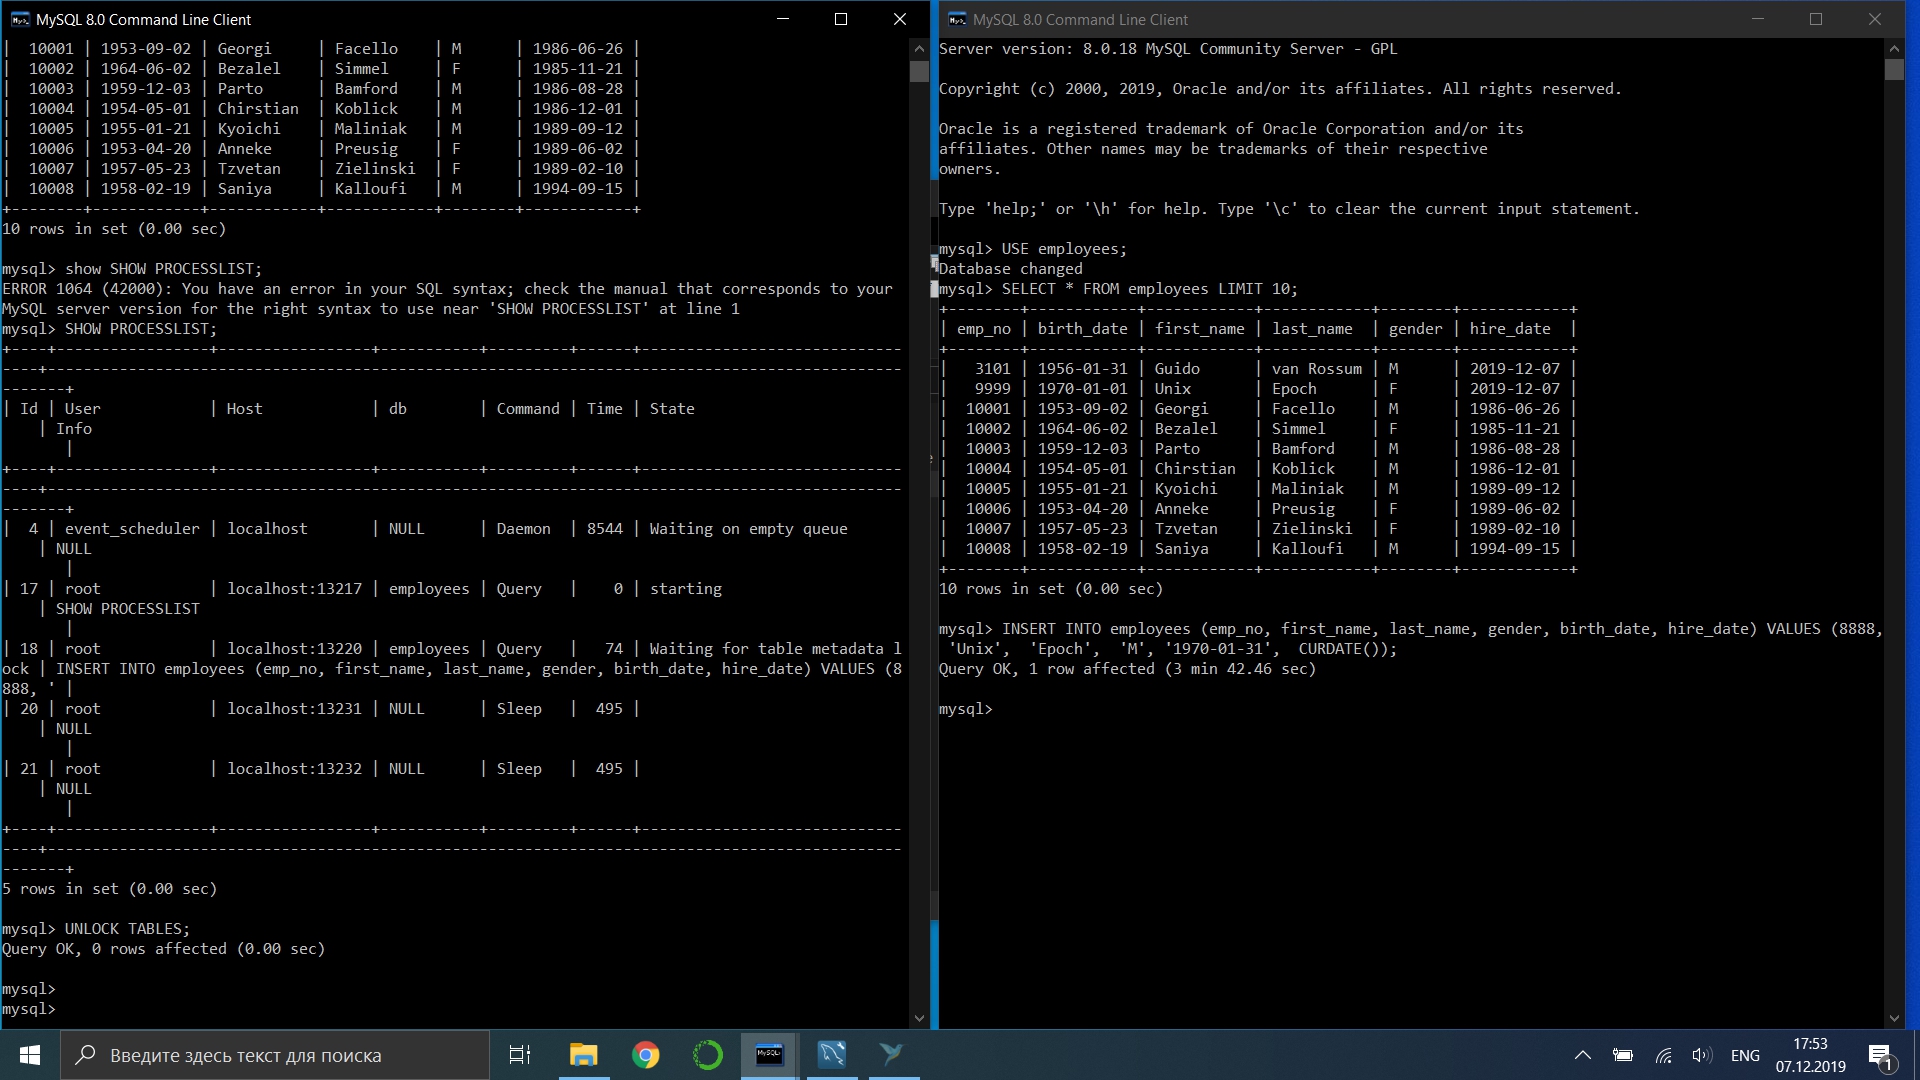 MySQL 8.0 Command Line Client
| 10001 | 1953-09-02 | Georgi | Facello | M | 1986-06-26 |
| 10002 | 1964-06-02 | Bezalel | Simmel | F | 1985-11-21 |
| 10003 | 1959-12-03 | Parto | Bamford | M | 1986-08-28 |
| 10004 | 1954-05-01 | Chirstian | Koblick | M | 1986-12-01 |
| 10005 | 1955-01-21 | Kyoichi | Maliniak | M | 1989-09-12 |
| 10006 | 1953-04-20 | Anneke | Preusig | F | 1989-06-02 |
| 10007 | 1957-05-23 | Tzvetan | Zielinski | F | 1989-02-10 |
| 10008 | 1958-02-19 | Saniya | Kalloufi | M | 1994-09-15 |
10 rows in set (0.00 sec)
mysql> show SHOW PROCESSLIST;
ERROR 1064 (42000): You have an error in your SQL syntax; check the manual that corresponds to your
MySQL server version for the right syntax to use near 'SHOW PROCESSLIST' at line 1
mysql> SHOW PROCESSLIST;
| Id | User | Host | db | Command | Time | State
| Info
|
| 4 | event_scheduler | localhost | NULL | Daemon | 8544 | Waiting on empty queue
| NULL
|
| 17 | root | localhost:13217 | employees | Query | 0 | starting
| SHOW PROCESSLIST
|
| 18 | root | localhost:13220 | employees | Query | 74 | Waiting for table metadata l
ock | INSERT INTO employees (emp_no, first_name, last_name, gender, birth_date, hire_date) VALUES (8
888, ' |
| 20 | root | localhost:13231 | NULL | Sleep | 495 |
| NULL
|
| 21 | root | localhost:13232 | NULL | Sleep | 495 |
| NULL
|
5 rows in set (0.00 sec)
mysql> UNLOCK TABLES;
Query OK, 0 rows affected (0.00 sec)
mysql>
mysql>
MySQL 8.0 Command Line Client
Server version: 8.0.18 MySQL Community Server - GPL
Copyright (c) 2000, 2019, Oracle and/or its affiliates. All rights reserved.
Oracle is a registered trademark of Oracle Corporation and/or its
affiliates. Other names may be trademarks of their respective
owners.
Type 'help;' or '\h' for help. Type '\c' to clear the current input statement.
mysql> USE employees;
Database changed
mysql> SELECT * FROM employees LIMIT 10;
| emp_no | birth_date | first_name | last_name | gender | hire_date |
| 3101 | 1956-01-31 | Guido | van Rossum | M | 2019-12-07 |
| 9999 | 1970-01-01 | Unix | Epoch | F | 2019-12-07 |
| 10001 | 1953-09-02 | Georgi | Facello | M | 1986-06-26 |
| 10002 | 1964-06-02 | Bezalel | Simmel | F | 1985-11-21 |
| 10003 | 1959-12-03 | Parto | Bamford | M | 1986-08-28 |
| 10004 | 1954-05-01 | Chirstian | Koblick | M | 1986-12-01 |
| 10005 | 1955-01-21 | Kyoichi | Maliniak | M | 1989-09-12 |
| 10006 | 1953-04-20 | Anneke | Preusig | F | 1989-06-02 |
| 10007 | 1957-05-23 | Tzvetan | Zielinski | F | 1989-02-10 |
| 10008 | 1958-02-19 | Saniya | Kalloufi | M | 1994-09-15 |
10 rows in set (0.00 sec)
mysql> INSERT INTO employees (emp_no, first_name, last_name, gender, birth_date, hire_date) VALUES (8888,
'Unix', 'Epoch', 'M', '1970-01-31', CURDATE());
Query OK, 1 row affected (3 min 42.46 sec)
mysql>
Введите здесь текст для поиска
MySQL
ENG
17:53
07.12.2019
1